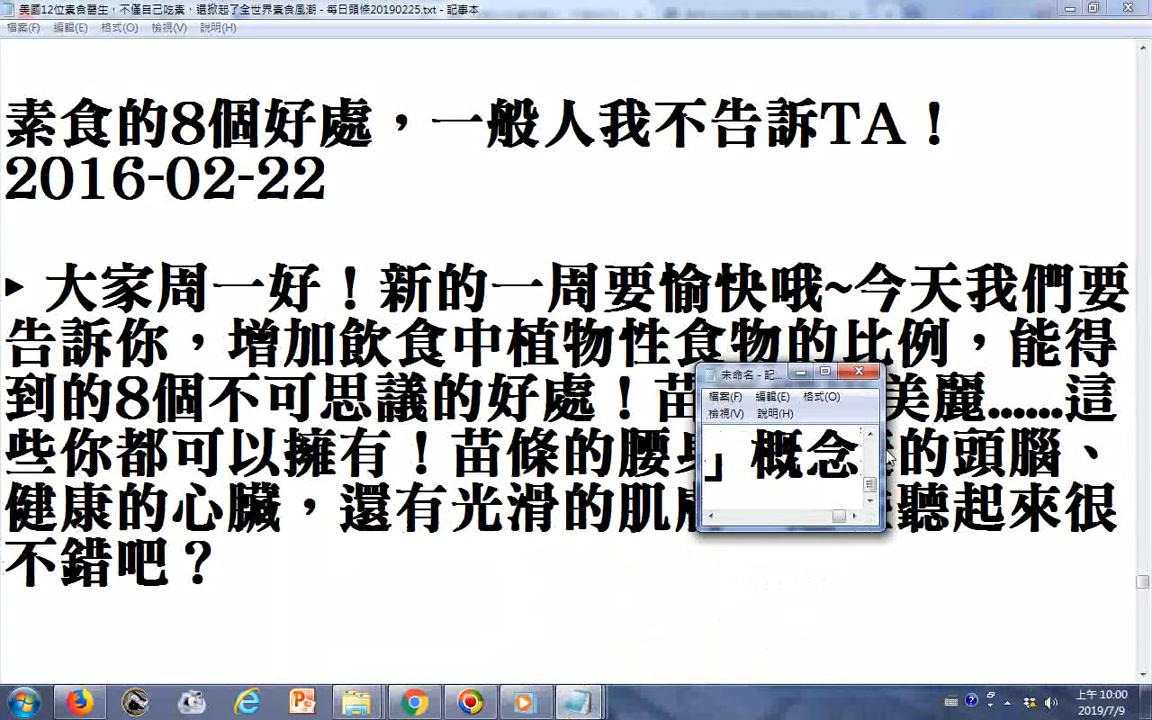 美國12位素食醫生，不僅自己吃素，還掀起了全世界素食風潮 - 每日頭條20190225.txt - 記事本
檔案(F) 編輯(E) 格式(O) 檢視(V) 說明(H)
素食的8個好處，一般人我不告訴TA！
2016-02-22
▶ 大家周一好！新的一周要愉快哦~今天我們要
告訴你，增加飲食中植物性食物的比例，能得
到的8個不可思議的好處！苗 美麗......這
些你都可以擁有！苗條的腰身 的頭腦、
健康的心臟，還有光滑的肌膚 聽起來很
不錯吧？
未命名 - 記...
檔案(F) 編輯(E) 格式(O)
檢視(V) 說明(H)
」概念
上午 10:00
2019/7/9